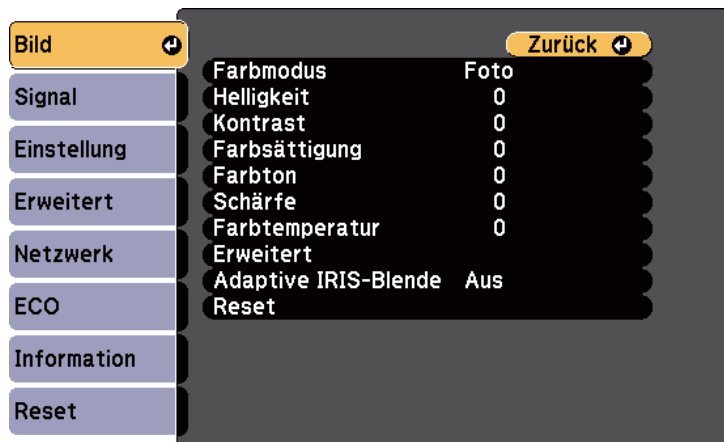 Bild
Signal
Einstellung
Erweitert
Netzwerk
ECO
Information
Reset
Zurück
Farbmodus Foto
Helligkeit 0
Kontrast 0
Farbsättigung 0
Farbton 0
Schärfe 0
Farbtemperatur 0
Erweitert
Adaptive IRIS-Blende Aus
Reset